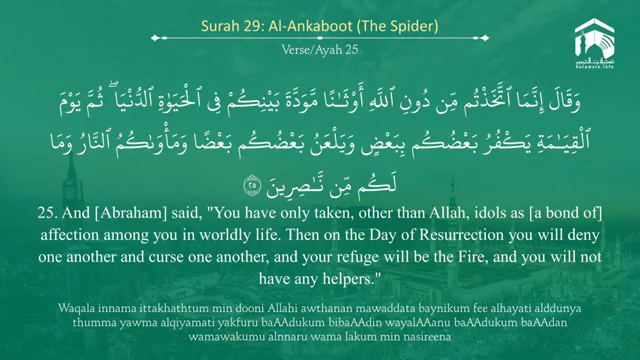 Surah 29: Al-Ankaboot (The Spider)
Verse/Ayah 25
haramain.info
وَقَالَ إِنَّمَا ٱتَّخَذْتُم مِّن دُونِ ٱللَّهِ أَوْثَـٰنًا مَّوَدَّةَ بَيْنِكُمْ فِى ٱلْحَيَوٰةِ ٱلدُّنْيَا ۖ ثُمَّ يَوْمَ
ٱلْقِيَـٰمَةِ يَكْفُرُ بَعْضُكُم بِبَعْضٍ وَيَلْعَنُ بَعْضُكُم بَعْضًا وَمَأْوَىٰكُمُ ٱلنَّارُ وَمَا
لَكُم مِّن نَّـٰصِرِينَ ٢٥
25. And [Abraham] said, "You have only taken, other than Allah, idols as [a bond of]
affection among you in worldly life. Then on the Day of Resurrection you will deny
one another and curse one another, and your refuge will be the Fire, and you will not
have any helpers."
Waqala innama ittakhathtum min dooni Allahi awthanan mawaddata baynikum fee alhayati alddunya
thumma yawma alqiyamati yakfuru baAAdukum bibaAAdin wayalAAanu baAAdukum baAAdan
wamawakumu alnnaru wama lakum min nasireena